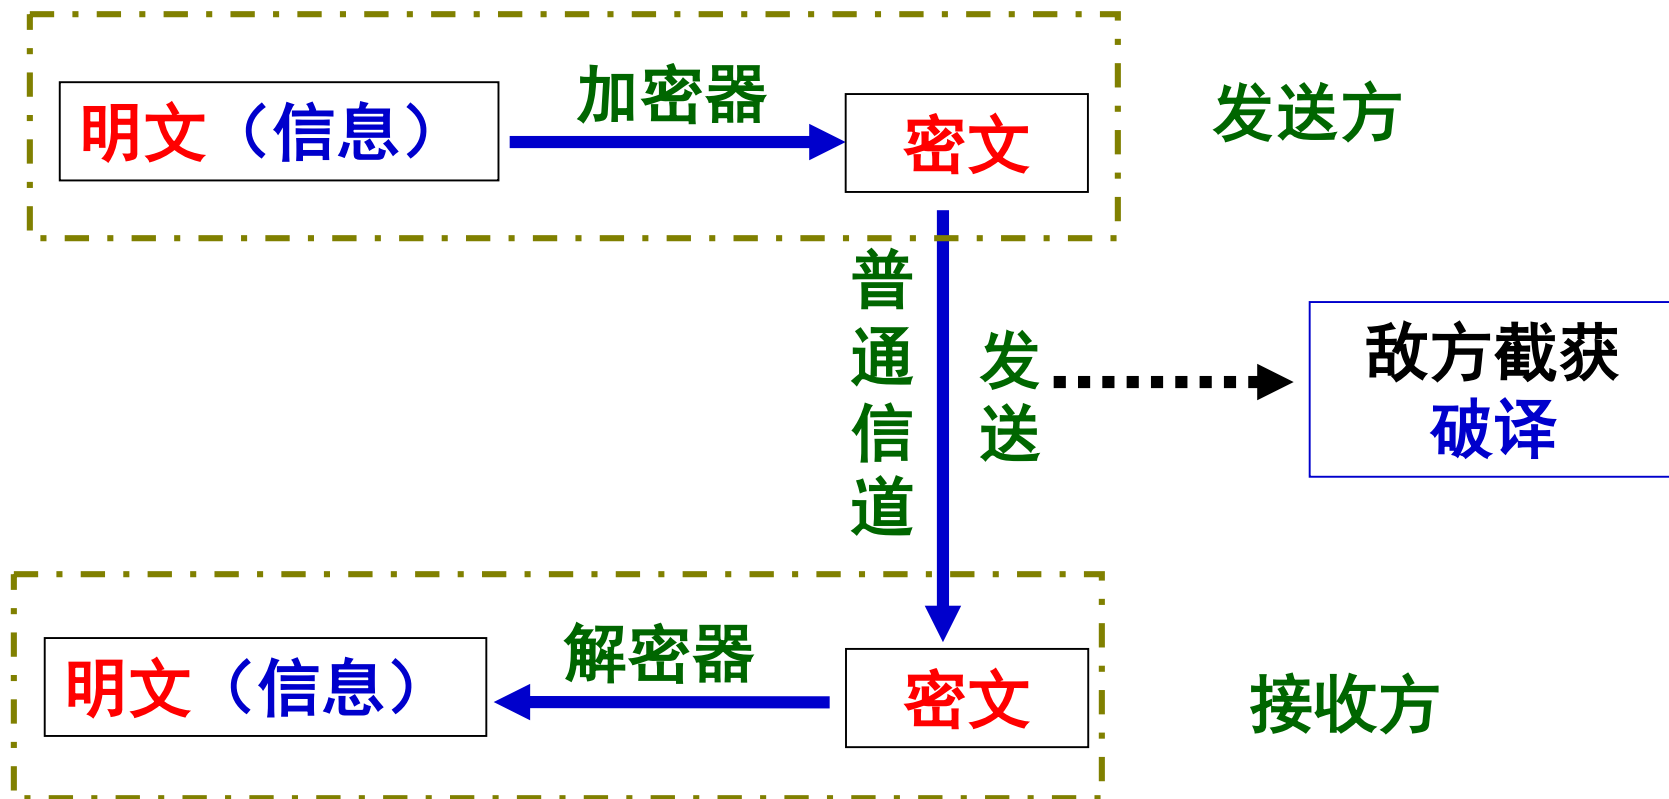 明文（信息）
加密器
密文
发送方
普通信道
发送
敌方截获
破译
明文（信息）
解密器
密文
接收方